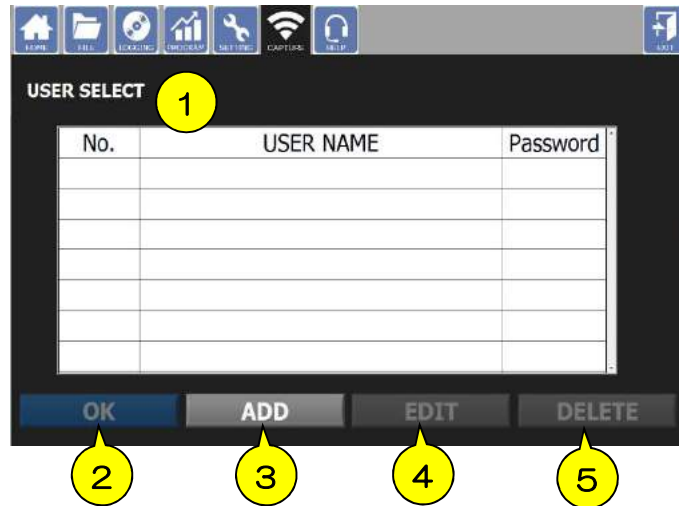 HOME FILE LOGGING PROGRAM SETTING CAPTURE HELP EXIT
USER SELECT
1
No. USER NAME Password
OK ADD EDIT DELETE
2 3 4 5